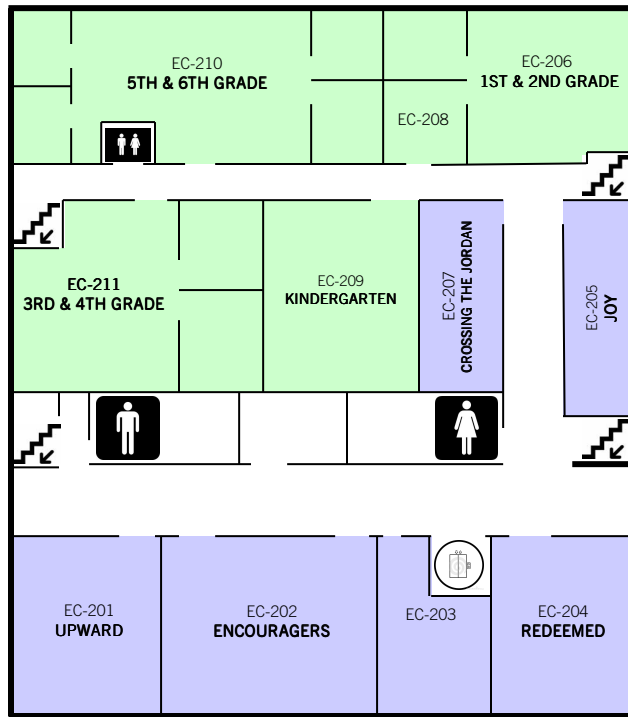 EC-210
5TH & 6TH GRADE
EC-206
1ST & 2ND GRADE
EC-208
EC-211
3RD & 4TH GRADE
EC-209
KINDERGARTEN
EC-207
CROSSING THE JORDAN
EC-205
JOY
EC-201
UPWARD
EC-202
ENCOURAGERS
EC-203
EC-204
REDEEMED